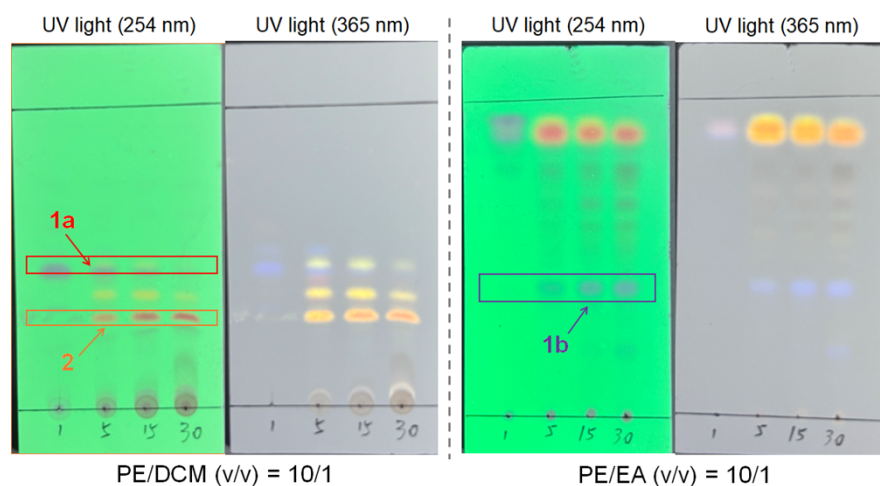 UV light (254 nm) UV light (365 nm) UV light (254 nm) UV light (365 nm)
1a
2
1b
1 5 15 30 1 5 15 30 1 5 15 30 1 5 15 30
PE/DCM (v/v) = 10/1 PE/EA (v/v) = 10/1